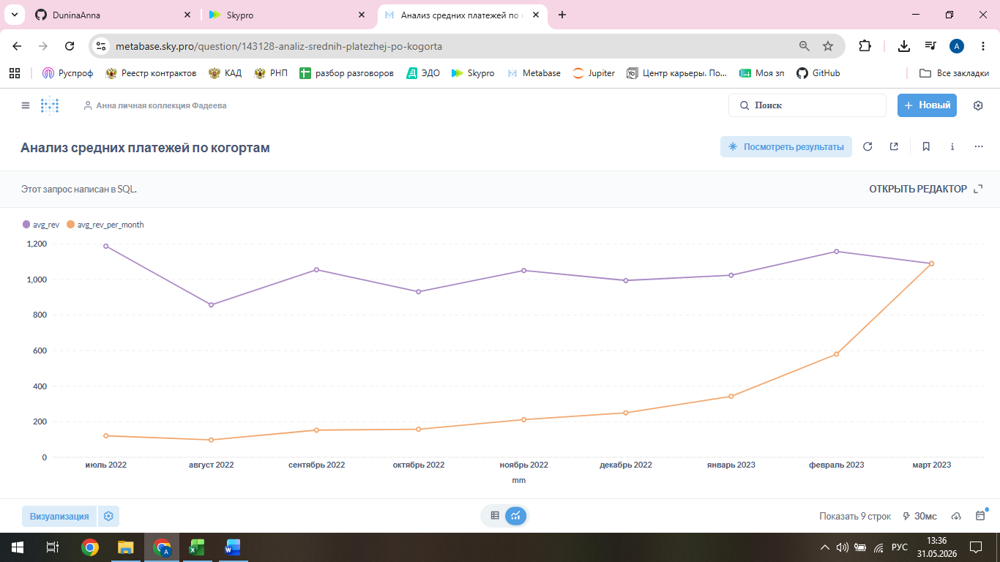 DuninaAnna
Skypro
Анализ средних платежей по
metabase.sky.pro/question/143128-analiz-srednih-platezhej-po-kogorta
A
Руспроф
Реестр контрактов
КАД
РНП
разбор разговоров
ЭДО
Skypro
Metabase
Jupiter
Центр карьеры. По...
Моя зп
GitHub
Все закладки
Анна личная коллекция Фадеева
Поиск
+ Новый
Анализ средних платежей по когортам
Посмотреть результаты
Этот запрос написан в SQL.
ОТКРЫТЬ РЕДАКТОР
avg_rev
avg_rev_per_month
1,200
1,000
800
600
400
200
0
июль 2022
август 2022
сентябрь 2022
октябрь 2022
ноябрь 2022
декабрь 2022
январь 2023
февраль 2023
март 2023
mm
Визуализация
Показать 9 строк
30мс
РУС
13:36
31.05.2026